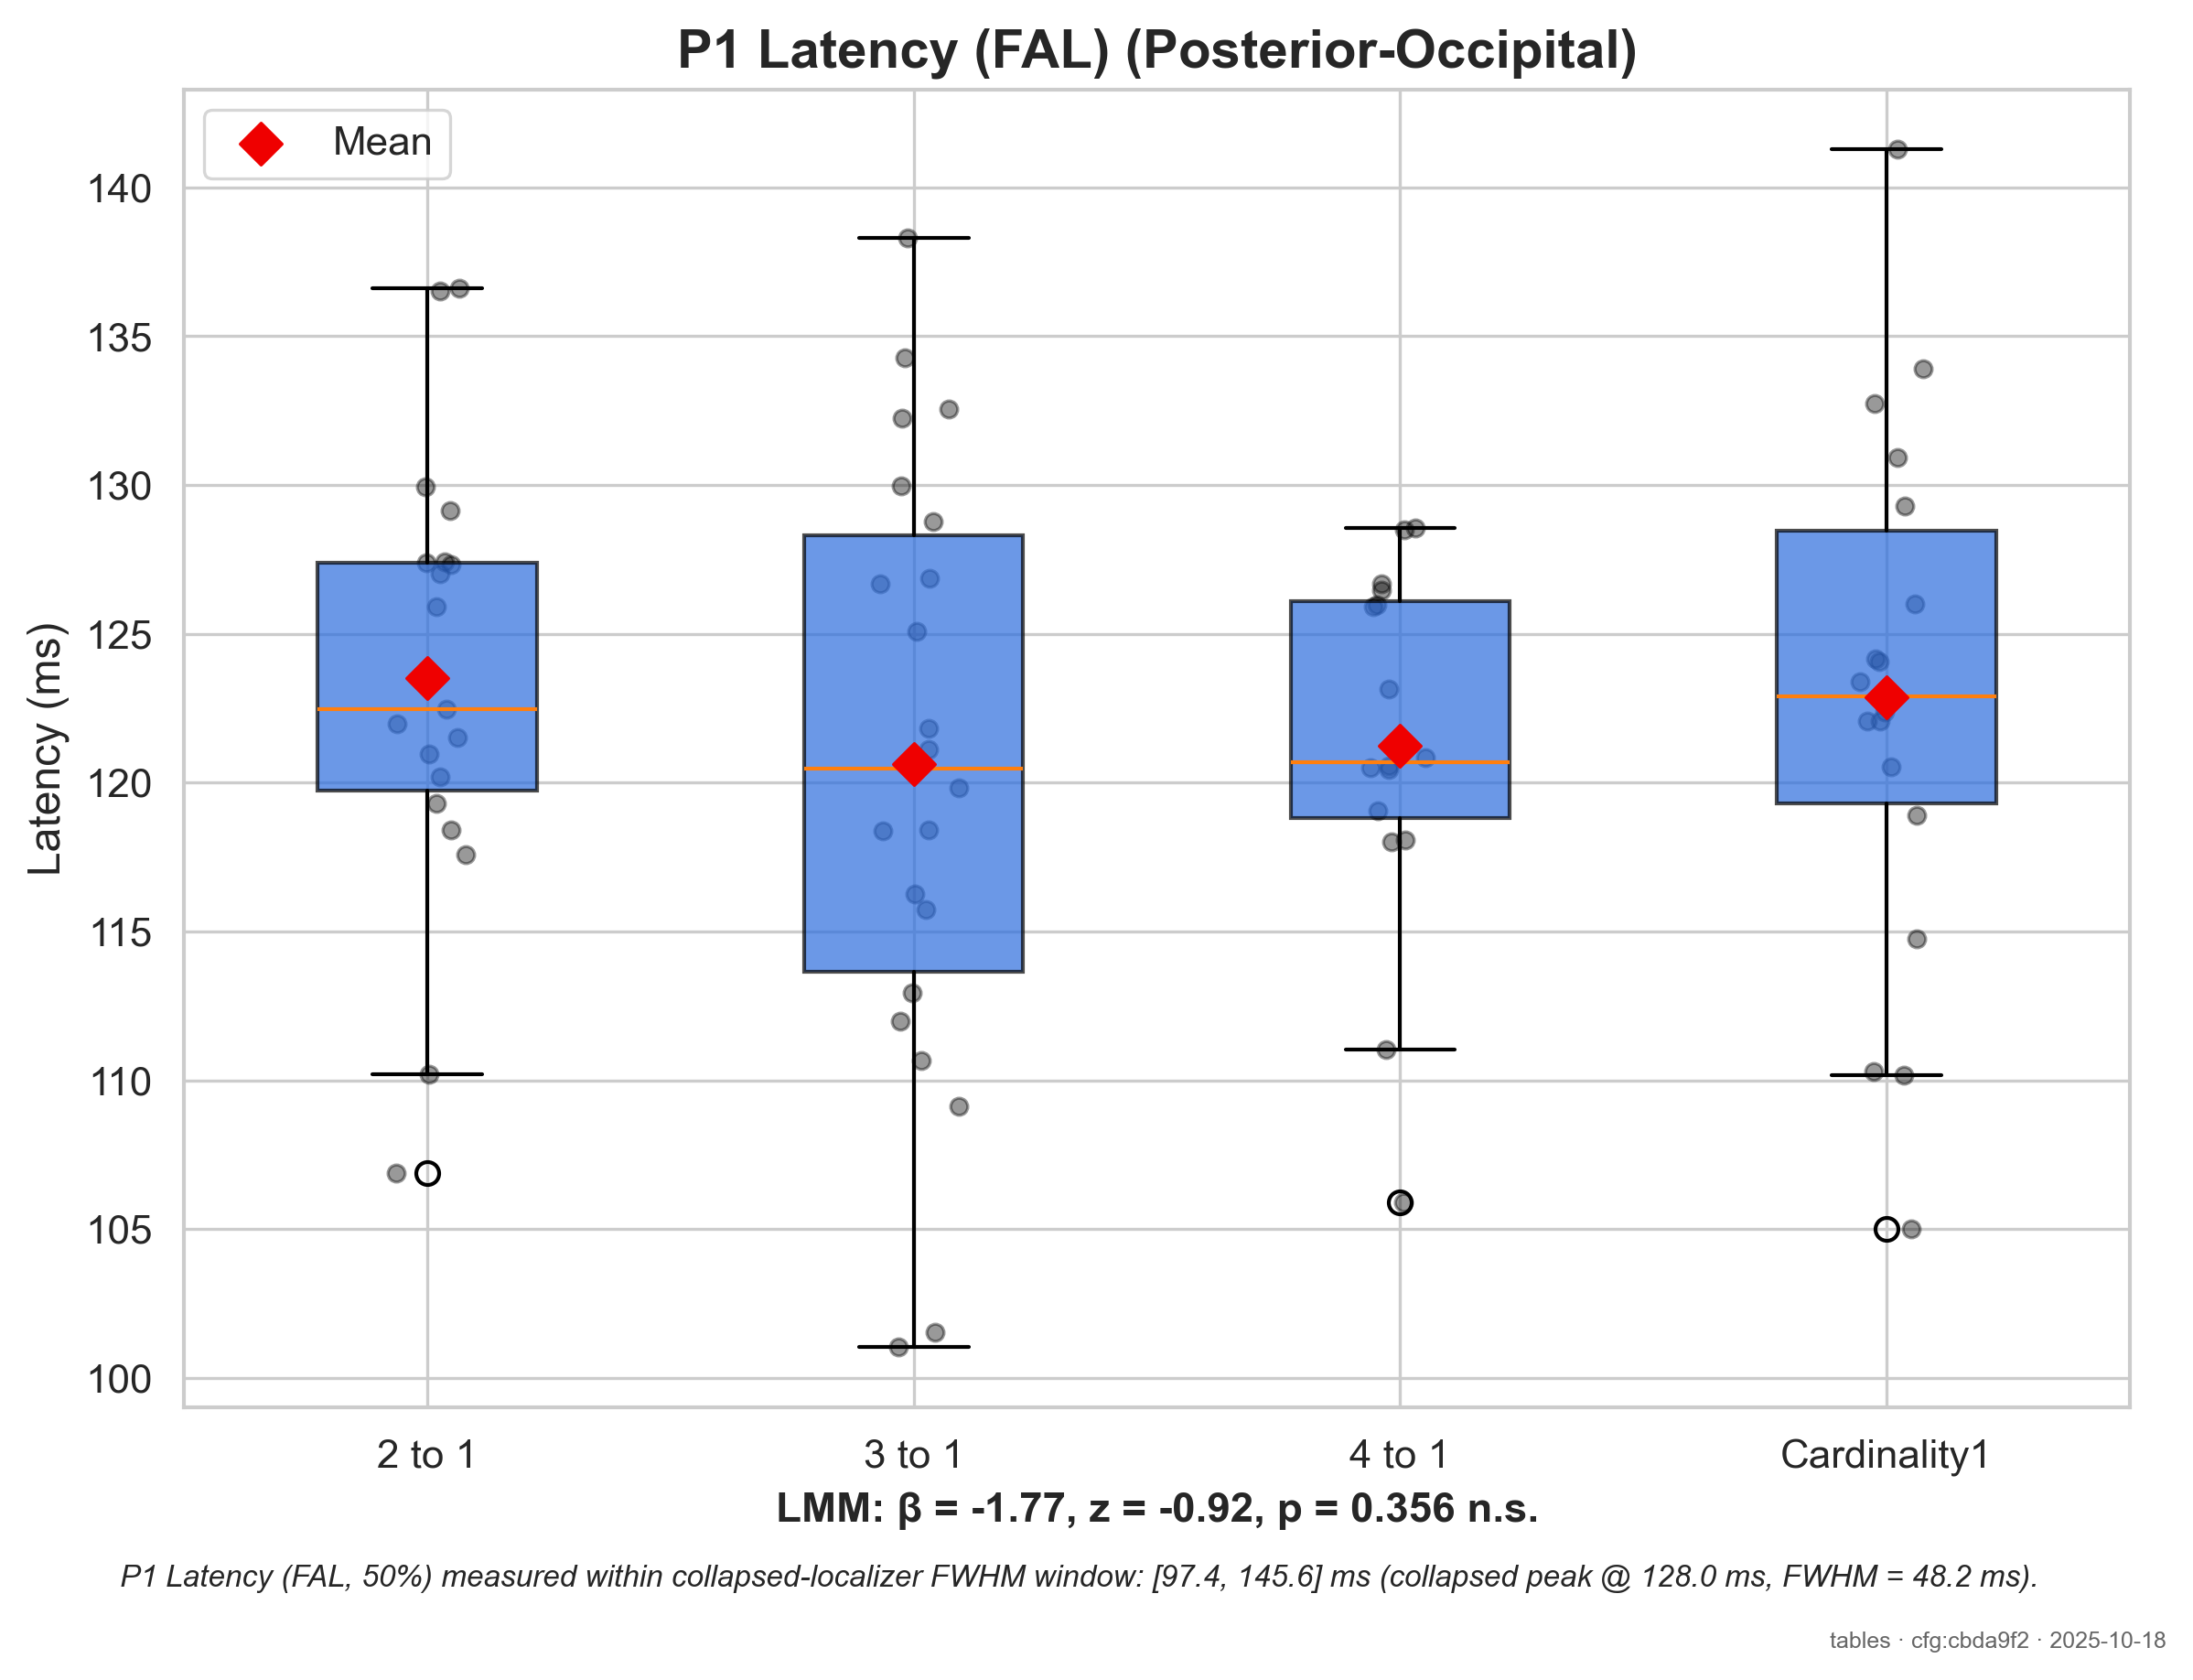 P1 Latency (FAL) (Posterior-Occipital)
Mean
Latency (ms)
140
135
130
125
120
115
110
105
100
2 to 1
3 to 1
4 to 1
Cardinality1
LMM: β = -1.77, z = -0.92, p = 0.356 n.s.
P1 Latency (FAL, 50%) measured within collapsed-localizer FWHM window: [97.4, 145.6] ms (collapsed peak @ 128.0 ms, FWHM = 48.2 ms).
tables · cfg:cbda9f2 · 2025-10-18